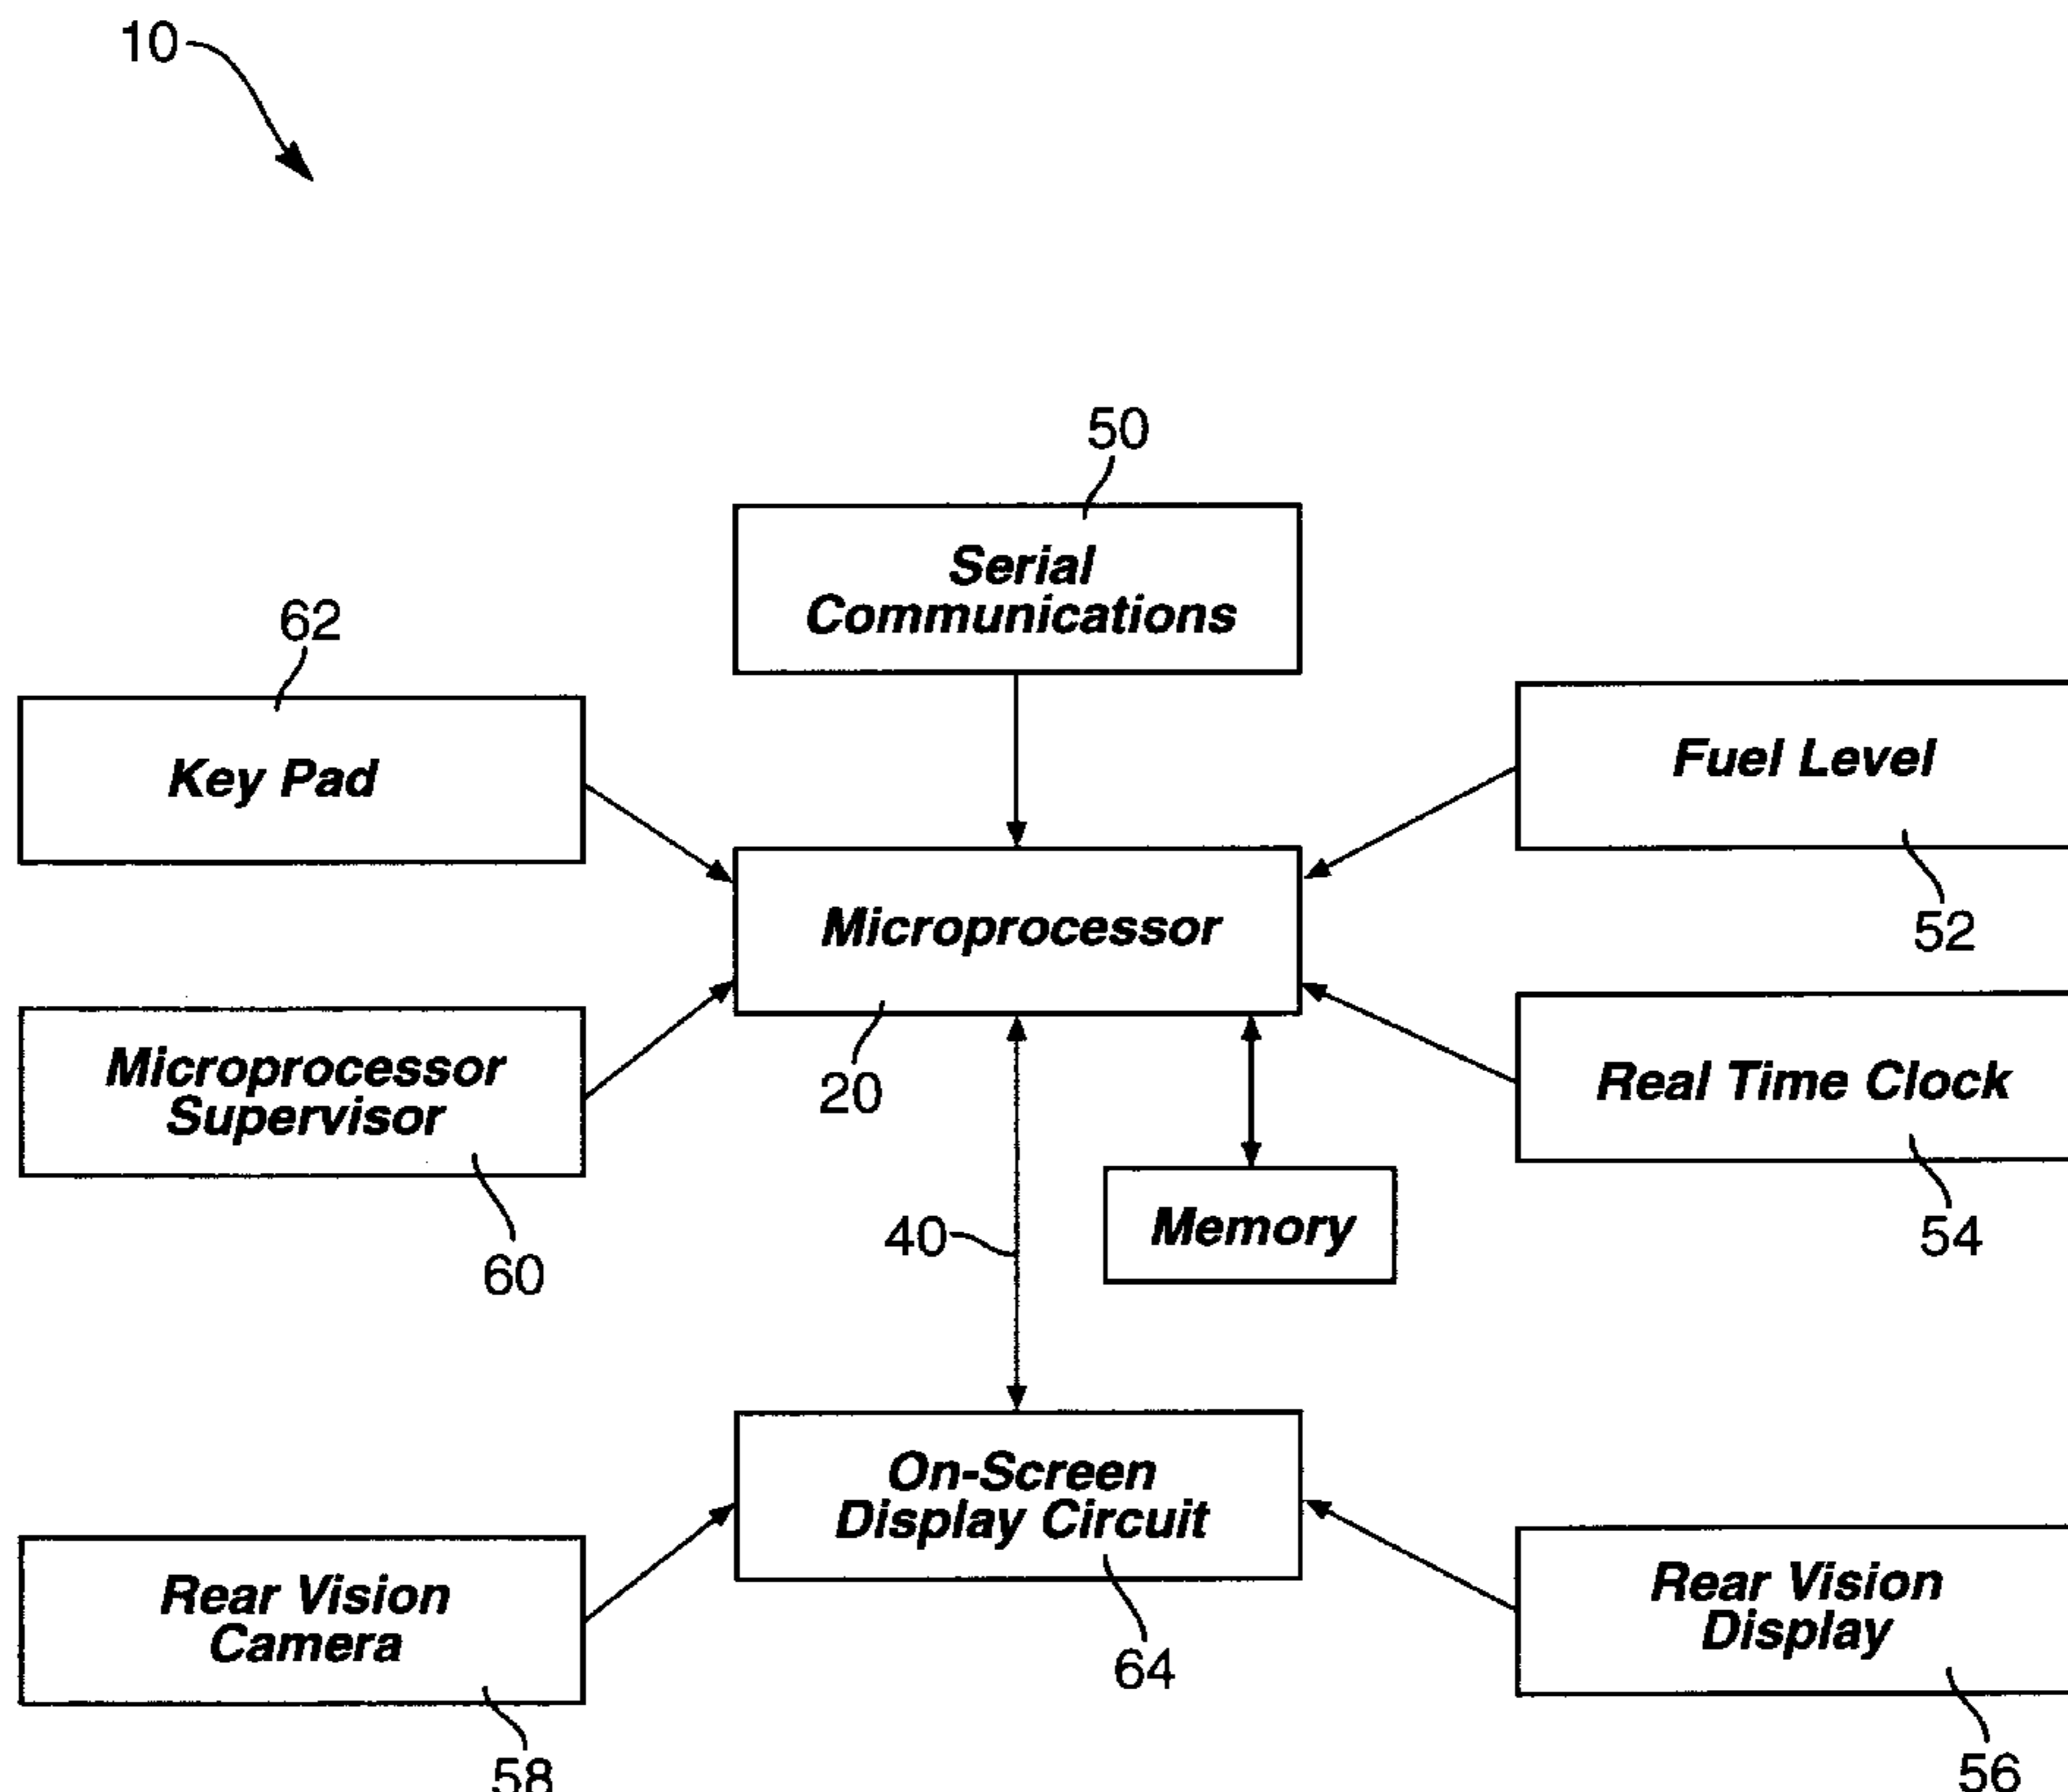 10
50
Serial
Communications
62
Key Pad
Fuel Level
52
Microprocessor
20
Microprocessor
Supervisor
60
Real Time Clock
54
40
Memory
On-Screen
Display Circuit
64
Rear Vision
Camera
58
Rear Vision
Display
56